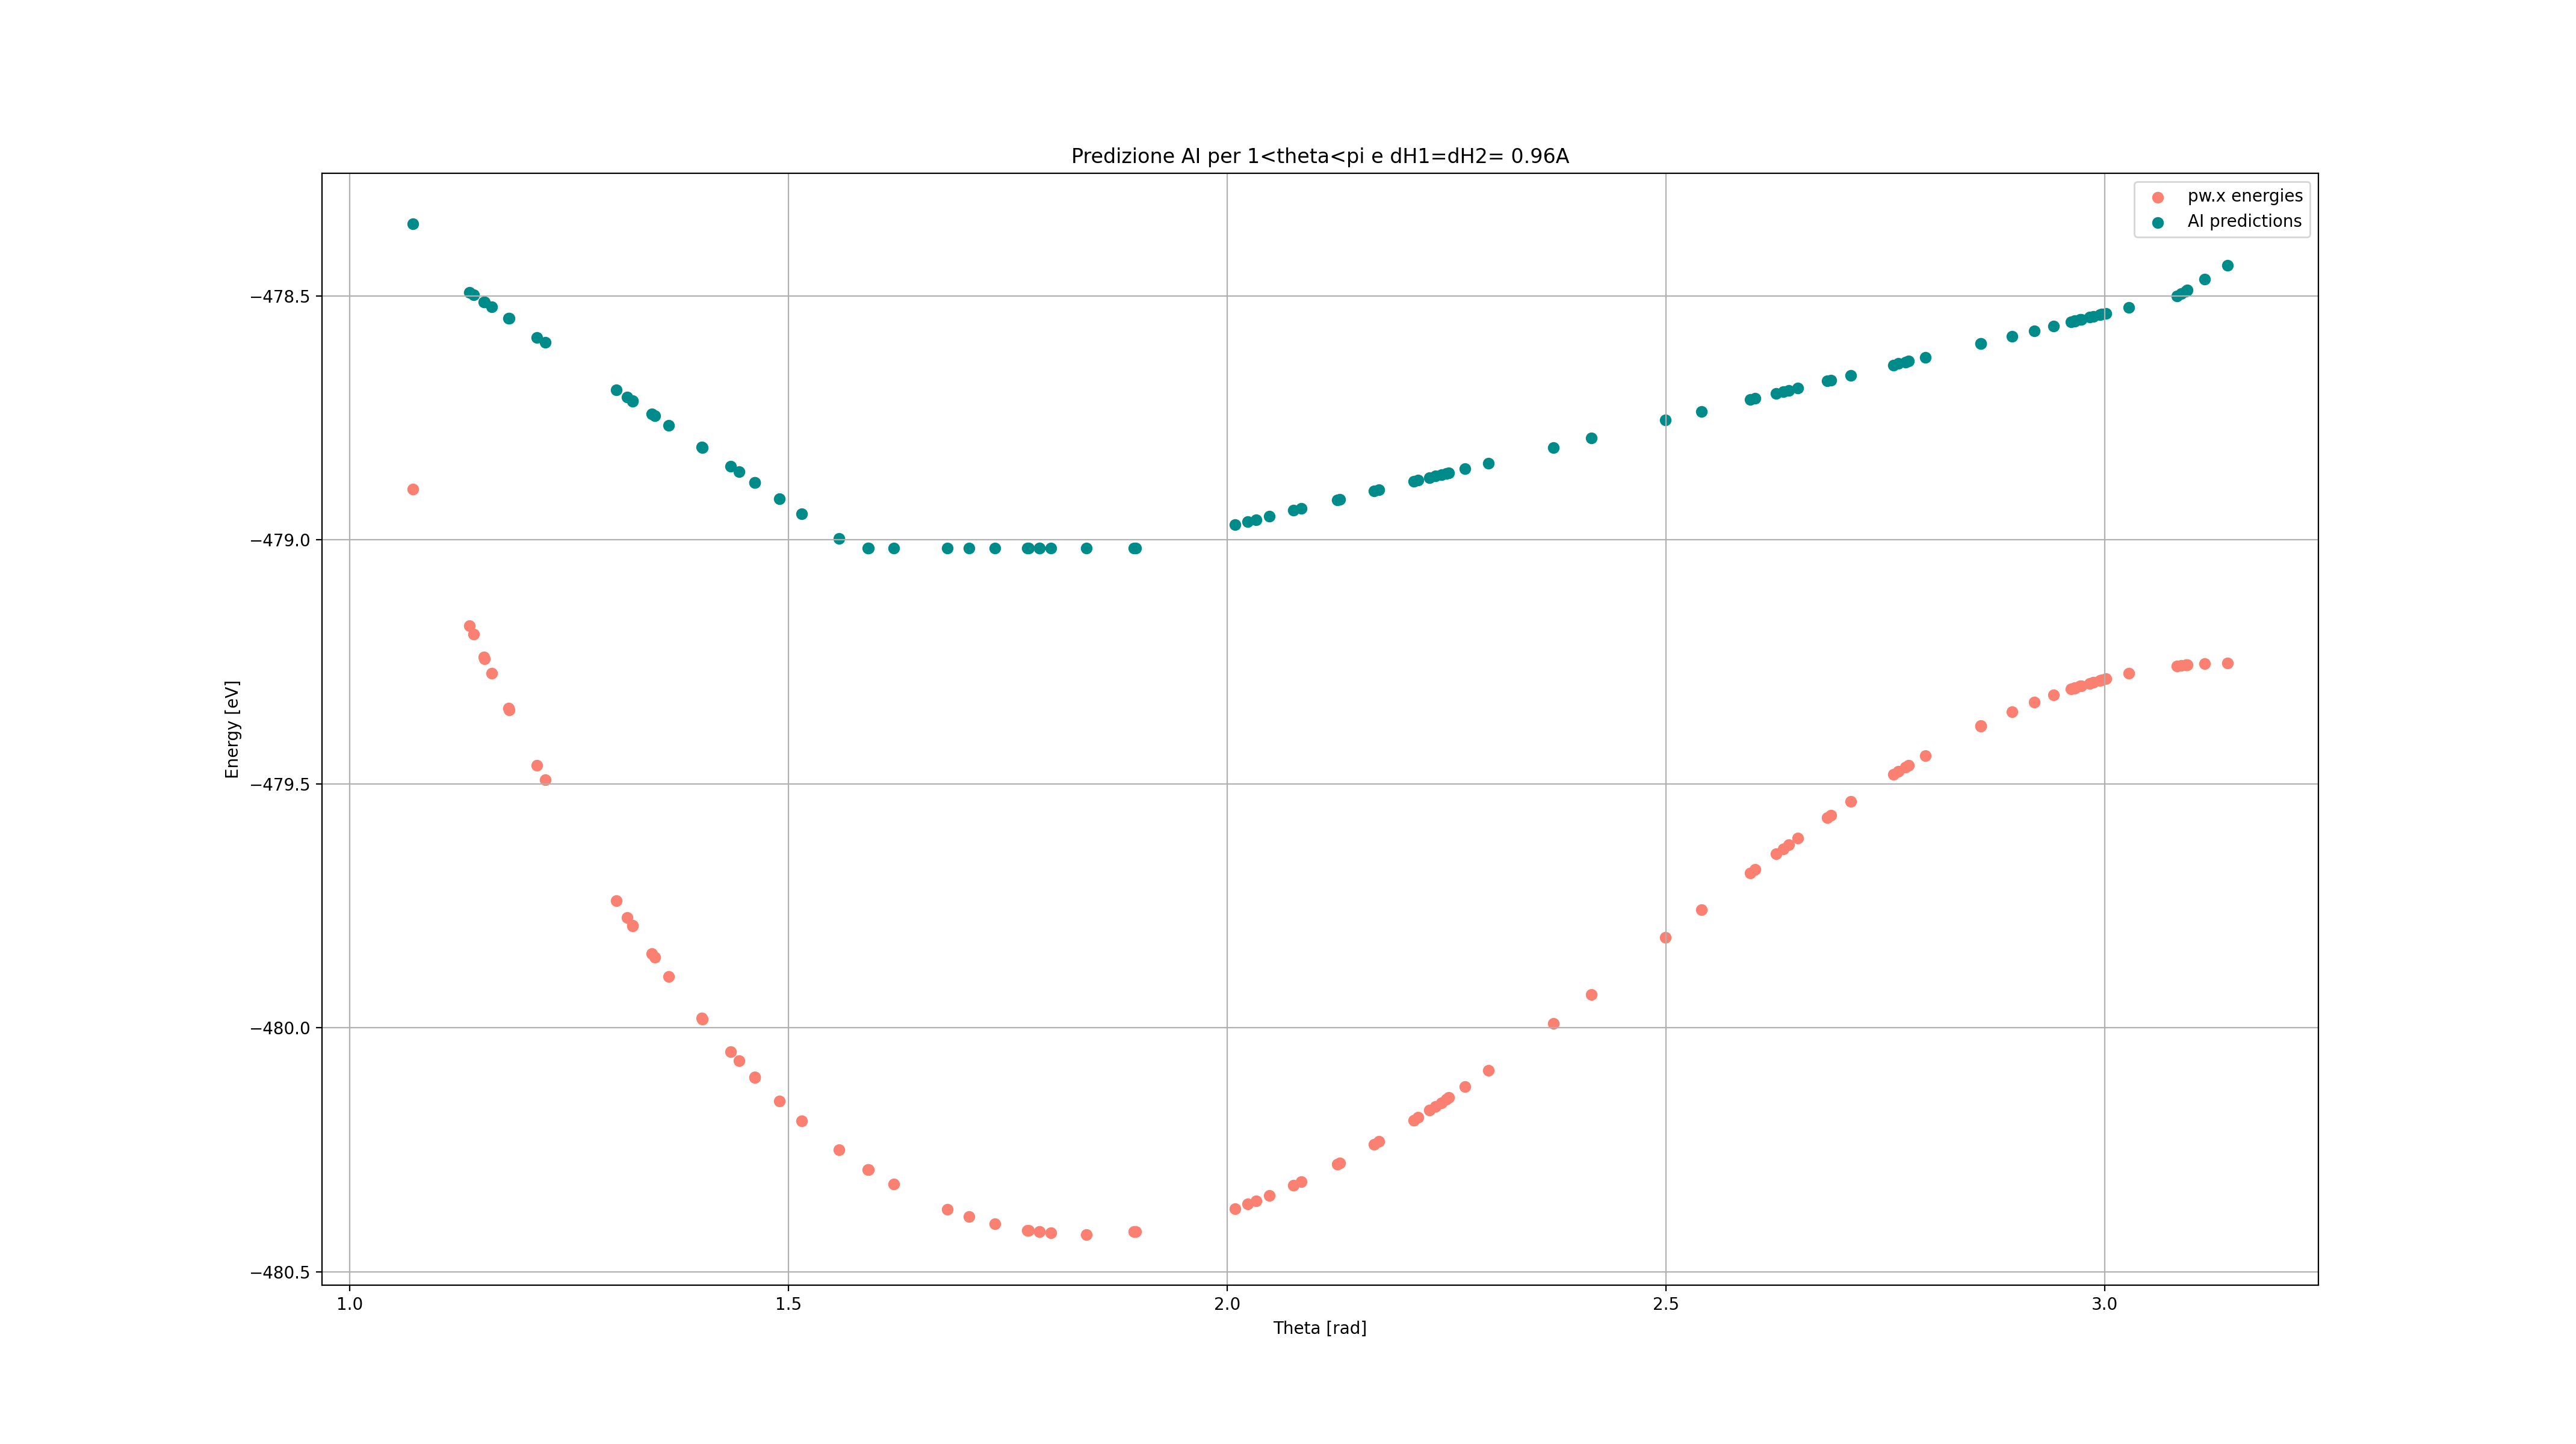 Predizione AI per 1<theta<pi e dH1=dH2= 0.96A
pw.x energies
AI predictions
−478.5
−479.0
−479.5
−480.0
−480.5
Energy [eV]
1.0
1.5
2.0
2.5
3.0
Theta [rad]